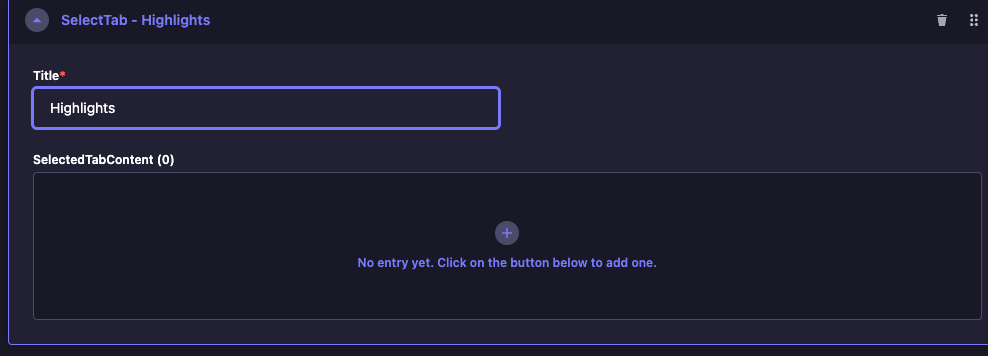 SelectTab - Highlights
Title*
Highlights
SelectedTabContent (0)
No entry yet. Click on the button below to add one.